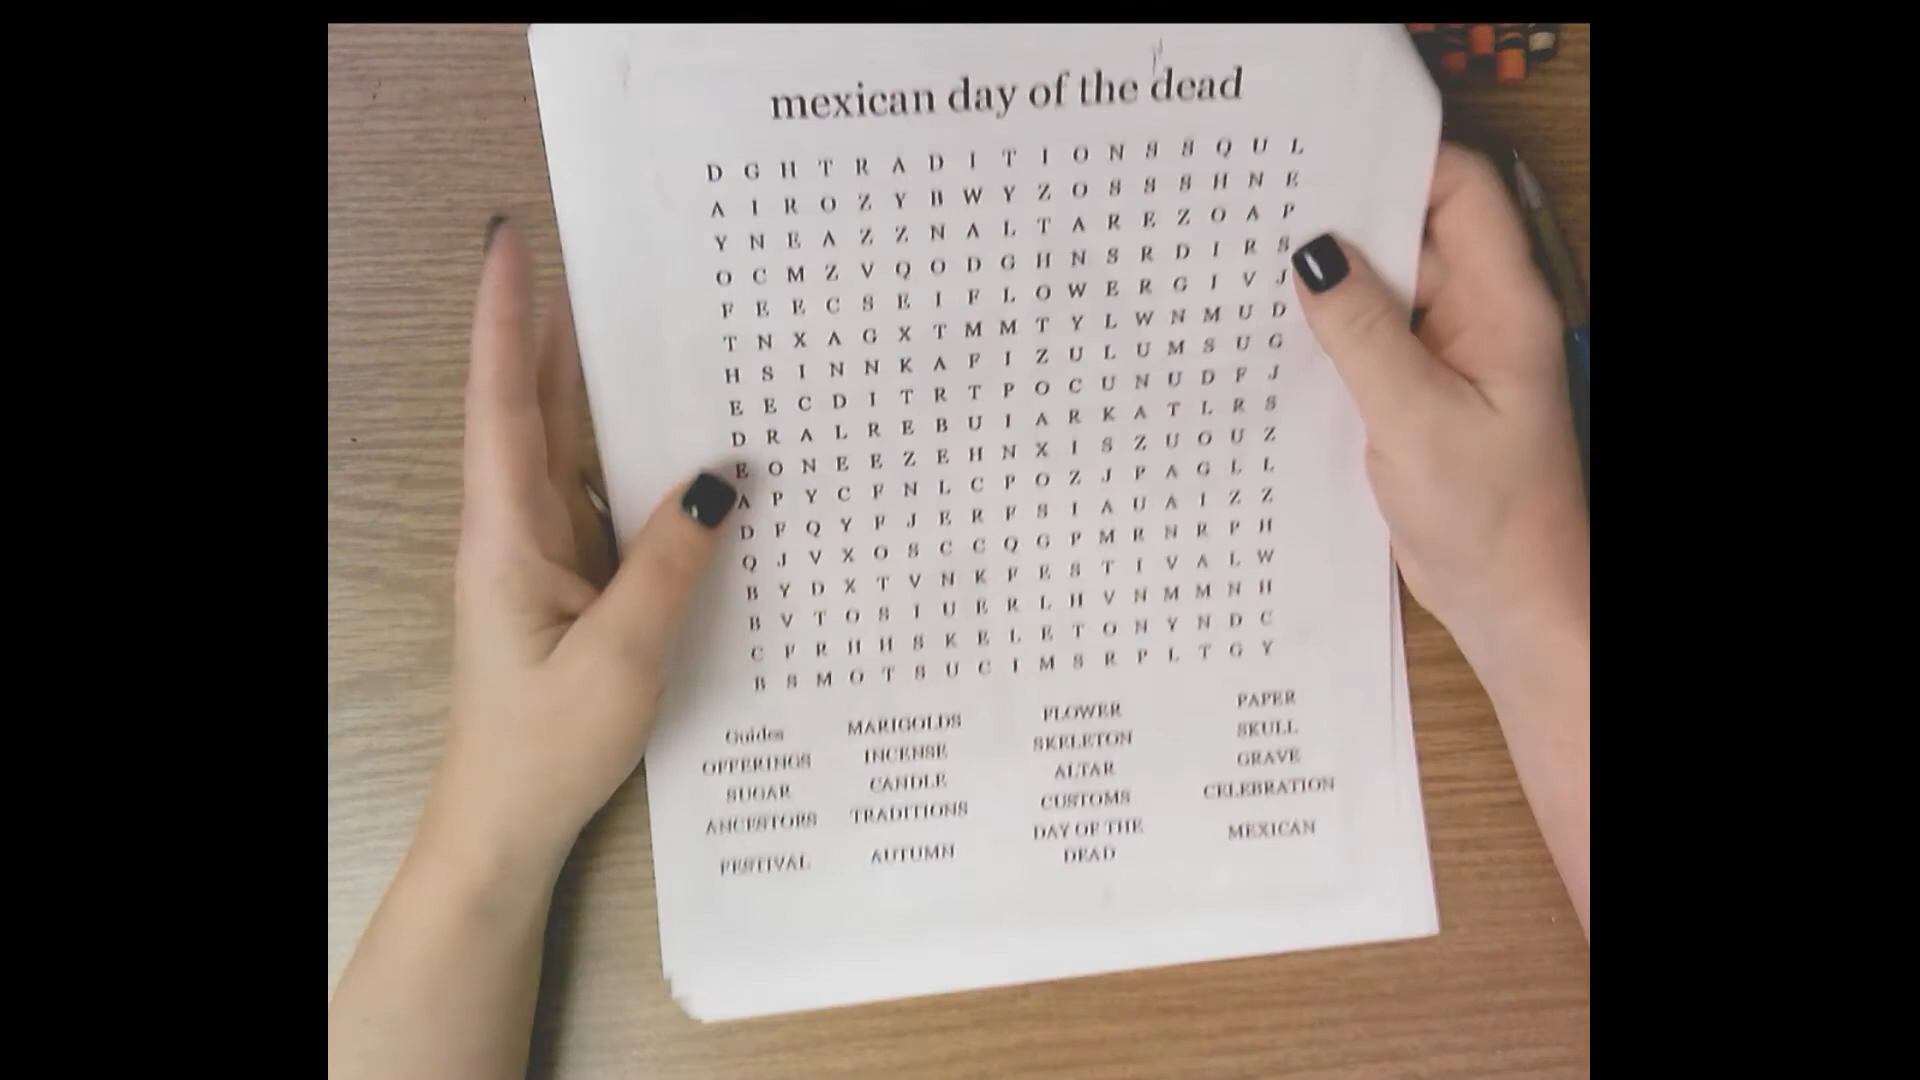 mexican day of the dead
D G H T R A D I T I O N S S Q U L
A I R O Z Y B W Y Z O S S S H N E
Y N E A Z Z N A L T A R E Z O A P
O C M Z V Q O D G H N S R D I R S
F E E C S E I F L O W E R G I V J
T N X A G X T M M T Y L W N M U D
H S I N N K A F I Z U L U M S U G
E E C D I T R T P O C U N U D F J
D R A L R E B U I A R K A T L R S
E O N E E Z E H N X I S Z U O U Z
A P Y C F N L C P O Z J P A G L L
D F Q Y F J E R F S I A U A I Z Z
Q J V X O S C C Q G P M R N R P H
B Y D X T V N K F E S T I V A L W
B V T O S I U E R L H V N M M N H
C F R H H S K E L E T O N Y N D C
B S M O T S U C I M S R P L T G Y
Guides MARIGOLDS FLOWER PAPER
OFFERINGS INCENSE SKELETON SKULL
SUGAR CANDLE ALTAR GRAVE
ANCESTORS TRADITIONS CUSTOMS CELEBRATION
FESTIVAL AUTUMN DAY OF THE MEXICAN
DEAD